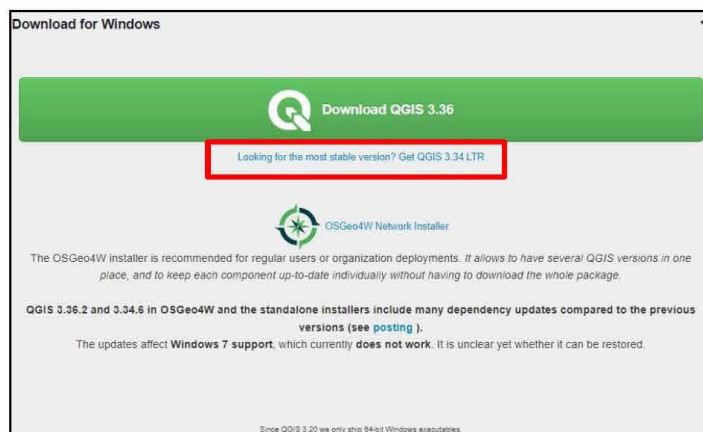 Download for Windows
Download QGIS 3.36
Looking for the most stable version? Get QGIS 3.34 LTR
OSGeo4W Network Installer
The OSGeo4W installer is recommended for regular users or organization deployments. It allows to have several QGIS versions in one
place, and to keep each component up-to-date individually without having to download the whole package.
QGIS 3.36.2 and 3.34.6 in OSGeo4W and the standalone installers include many dependency updates compared to the previous
versions (see posting ).
The updates affect Windows 7 support, which currently does not work. It is unclear yet whether it can be restored.
Since QGIS 3.20 we only ship 64-bit Windows executables.